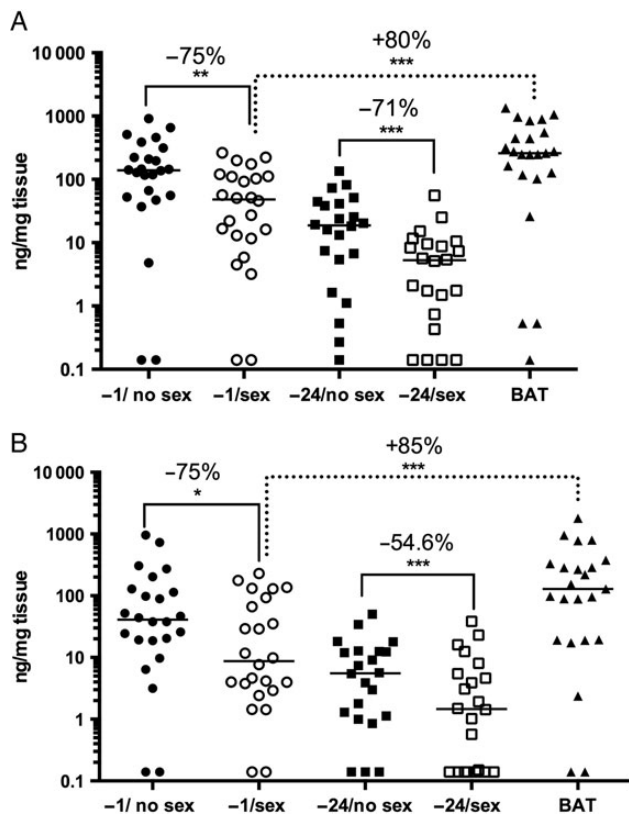 A
ng/mg tissue
10 000
1000
100
10
1
0.1
−75%
**
+80%
***
−71%
***
−1/ no sex
−1/sex
−24/no sex
−24/sex
BAT
B
ng/mg tissue
10 000
1000
100
10
1
0.1
−75%
*
+85%
***
−54.6%
***
−1/ no sex
−1/sex
−24/no sex
−24/sex
BAT